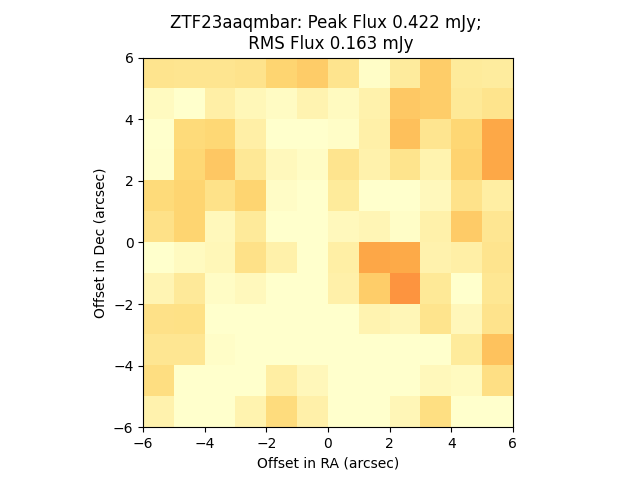 ZTF23aaqmbar: Peak Flux 0.422 mJy;
RMS Flux 0.163 mJy
6
4
2
0
−2
−4
−6
Offset in Dec (arcsec)
−6 −4 −2 0 2 4 6
Offset in RA (arcsec)